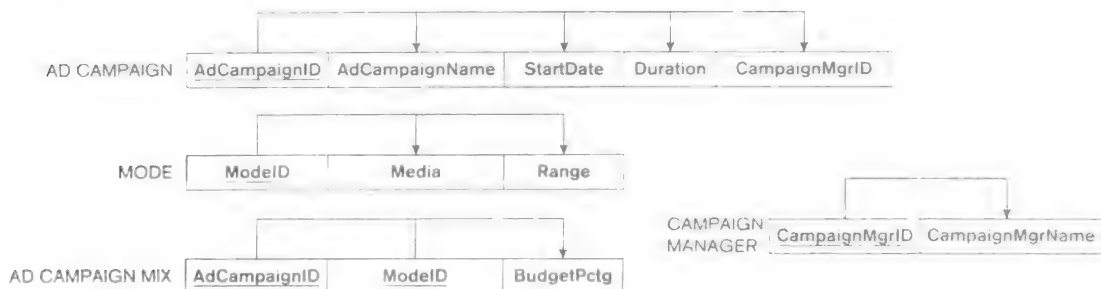 AD CAMPAIGN AdCampaignID AdCampaignName StartDate Duration CampaignMgrID
MODE ModeID Media Range
CAMPAIGN MANAGER CampaignMgrID CampaignMgrName
AD CAMPAIGN MIX AdCampaignID ModeID BudgetPctg